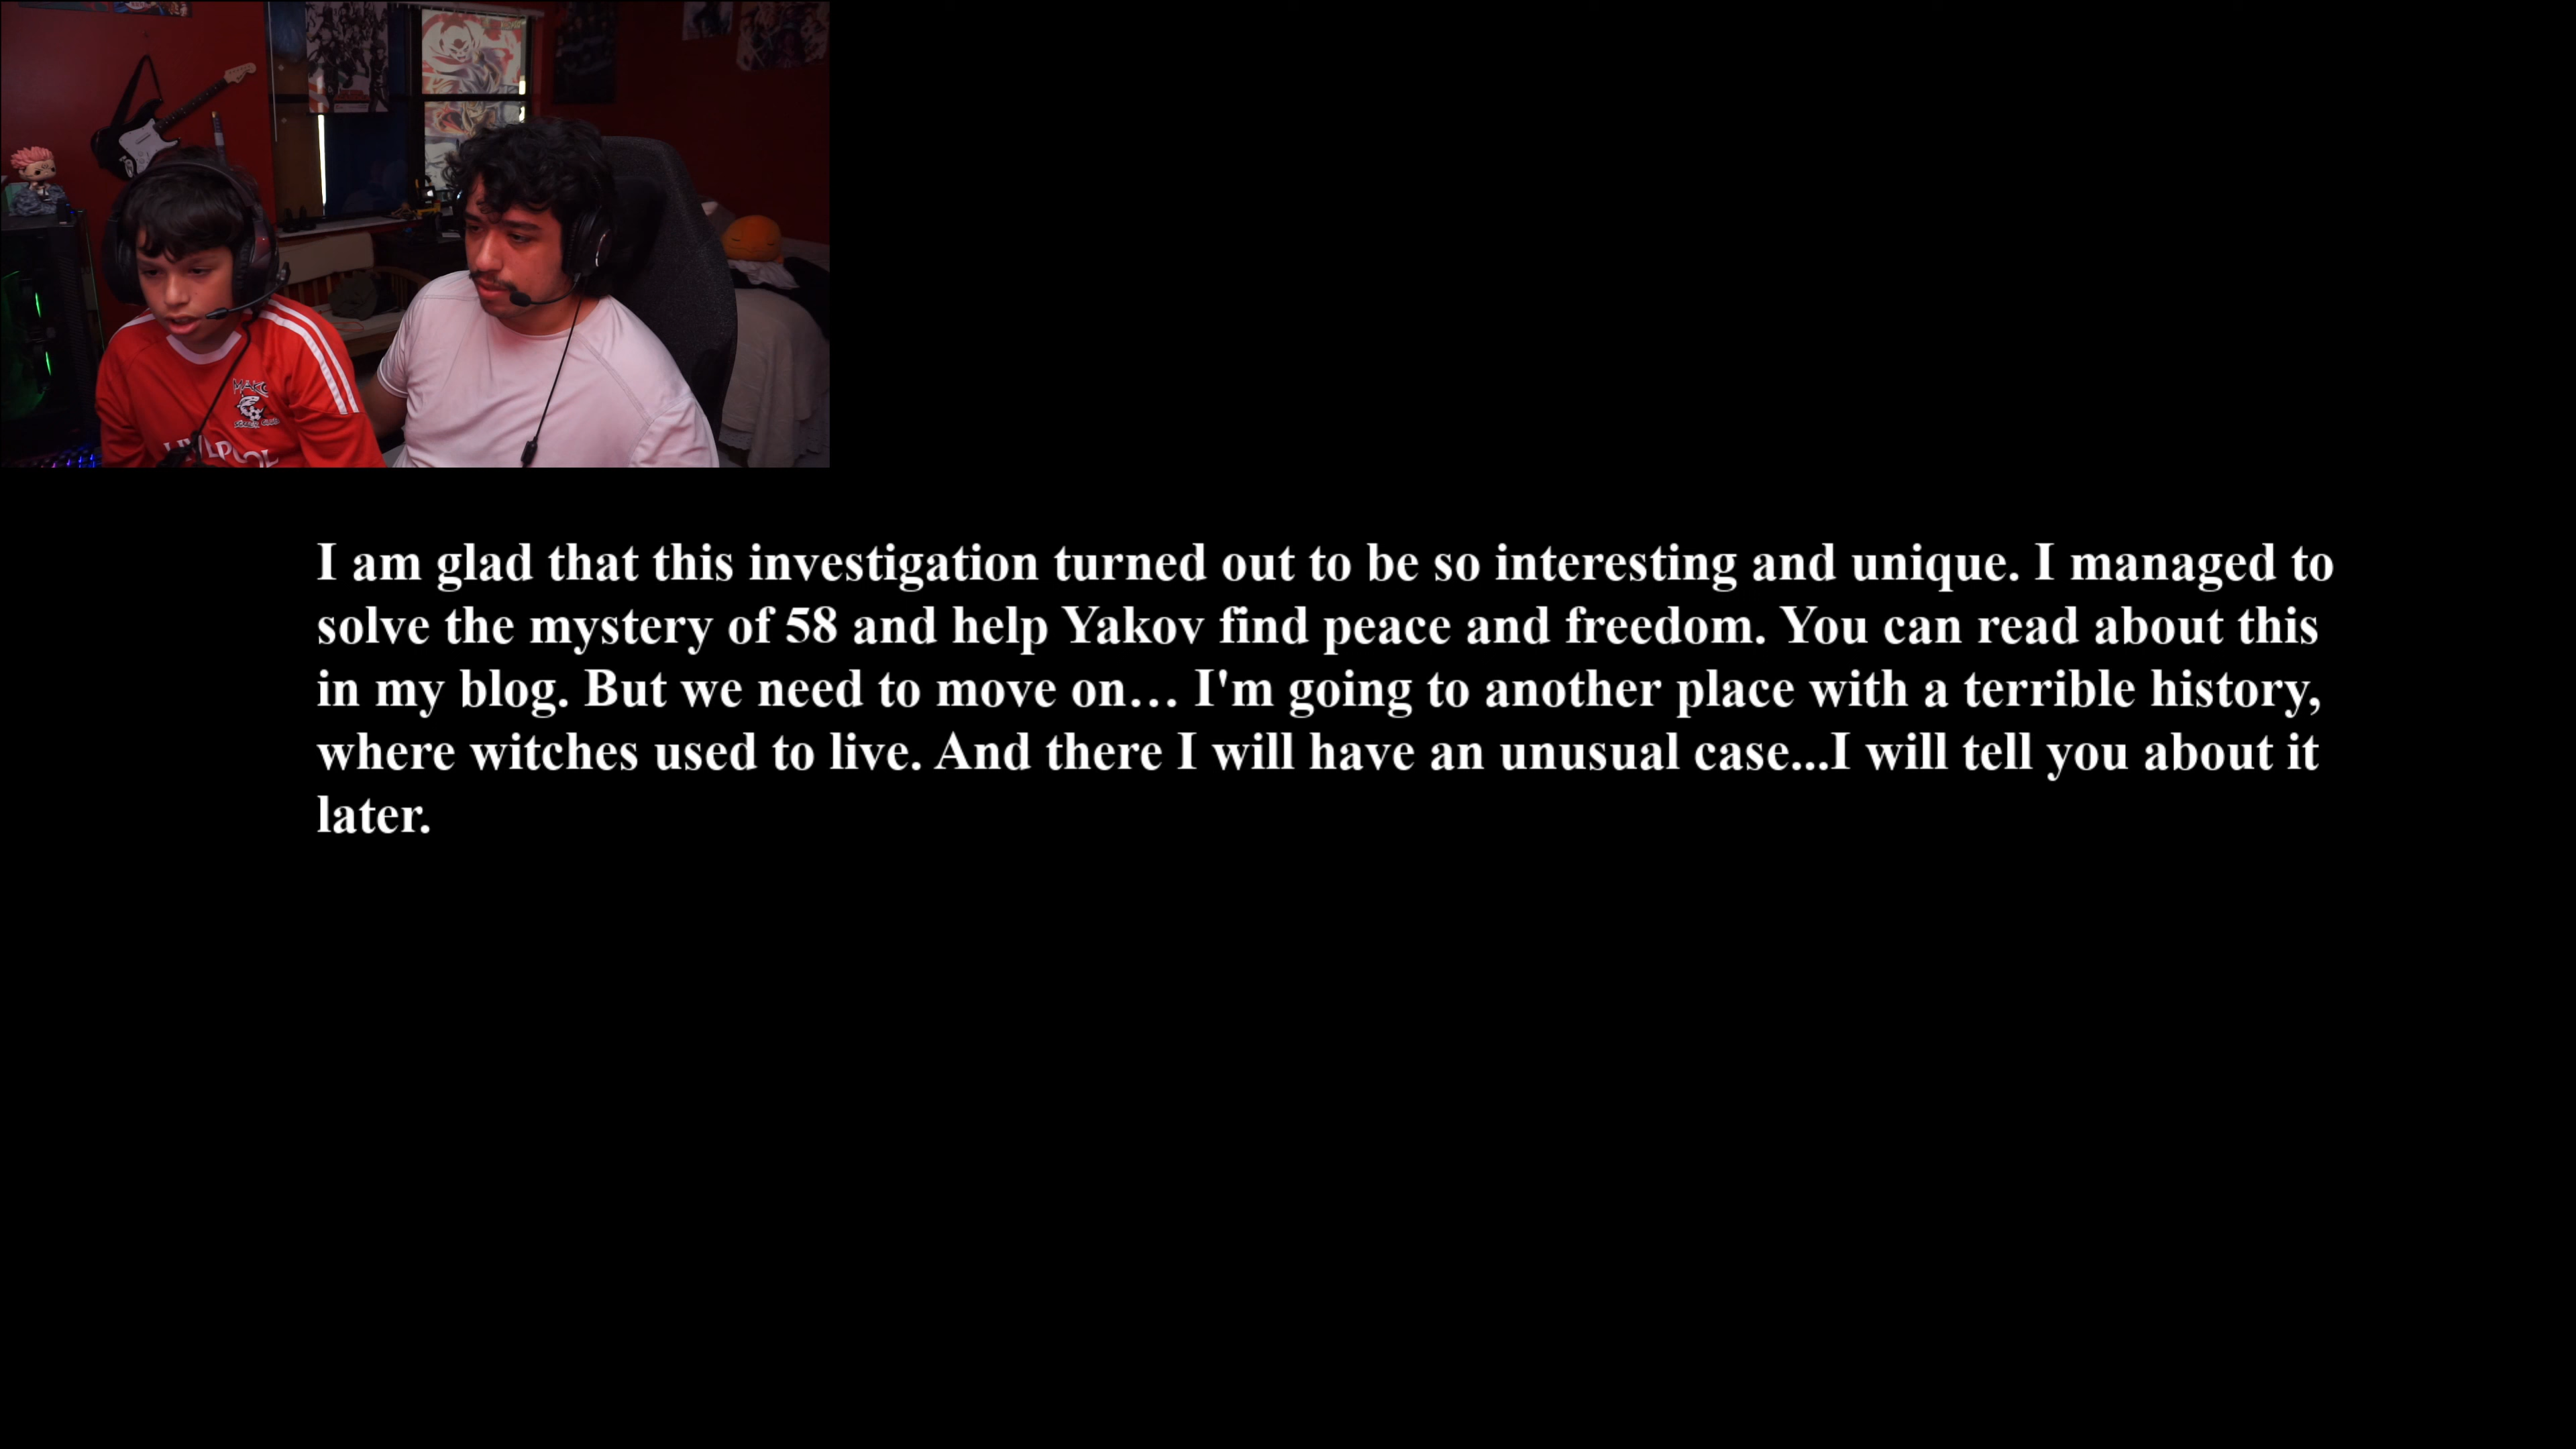 MAKO
I am glad that this investigation turned out to be so interesting and unique. I managed to
solve the mystery of 58 and help Yakov find peace and freedom. You can read about this
in my blog. But we need to move on… I'm going to another place with a terrible history,
where witches used to live. And there I will have an unusual case...I will tell you about it
later.